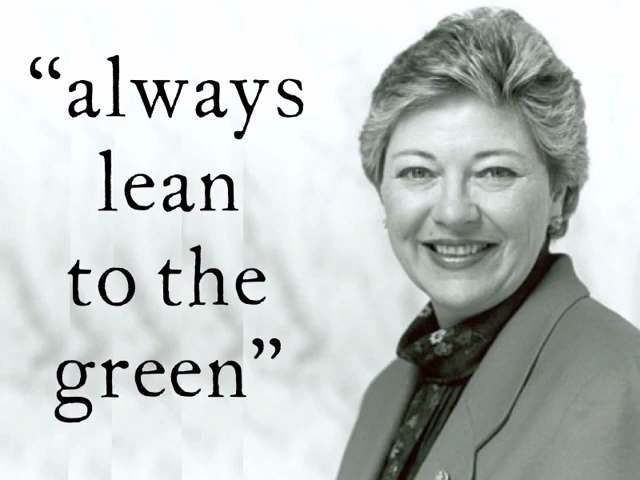 “always
lean
to the
green”